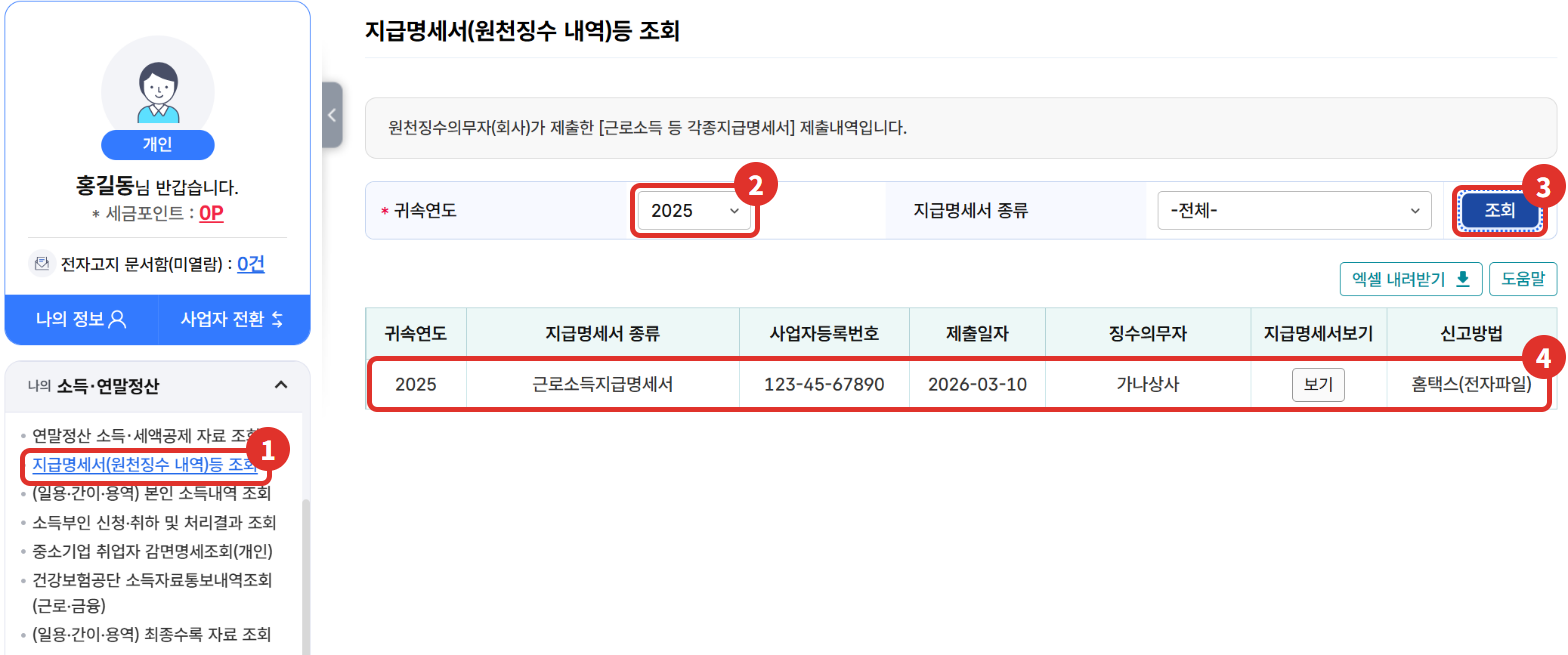 개인
홍길동님 반갑습니다.
* 세금포인트 : 0P
전자고지 문서함(미열람) : 0건
나의 정보
사업자 전환
나의 소득·연말정산
연말정산 소득·세액공제 자료 조회
1
지급명세서(원천징수 내역)등 조회
(일용·간이·용역) 본인 소득내역 조회
소득부인 신청·취하 및 처리결과 조회
중소기업 취업자 감면명세조회(개인)
건강보험공단 소득자료통보내역조회
(근로·금융)
(일용·간이·용역) 최종수록 자료 조회
지급명세서(원천징수 내역)등 조회
원천징수의무자(회사)가 제출한 [근로소득 등 각종지급명세서] 제출내역입니다.
* 귀속연도
2025
2
지급명세서 종류
-전체-
조회
3
엑셀 내려받기
도움말
귀속연도 지급명세서 종류 사업자등록번호 제출일자 징수의무자 지급명세서보기 신고방법
4
2025 근로소득지급명세서 123-45-67890 2026-03-10 가나상사 보기 홈택스(전자파일)